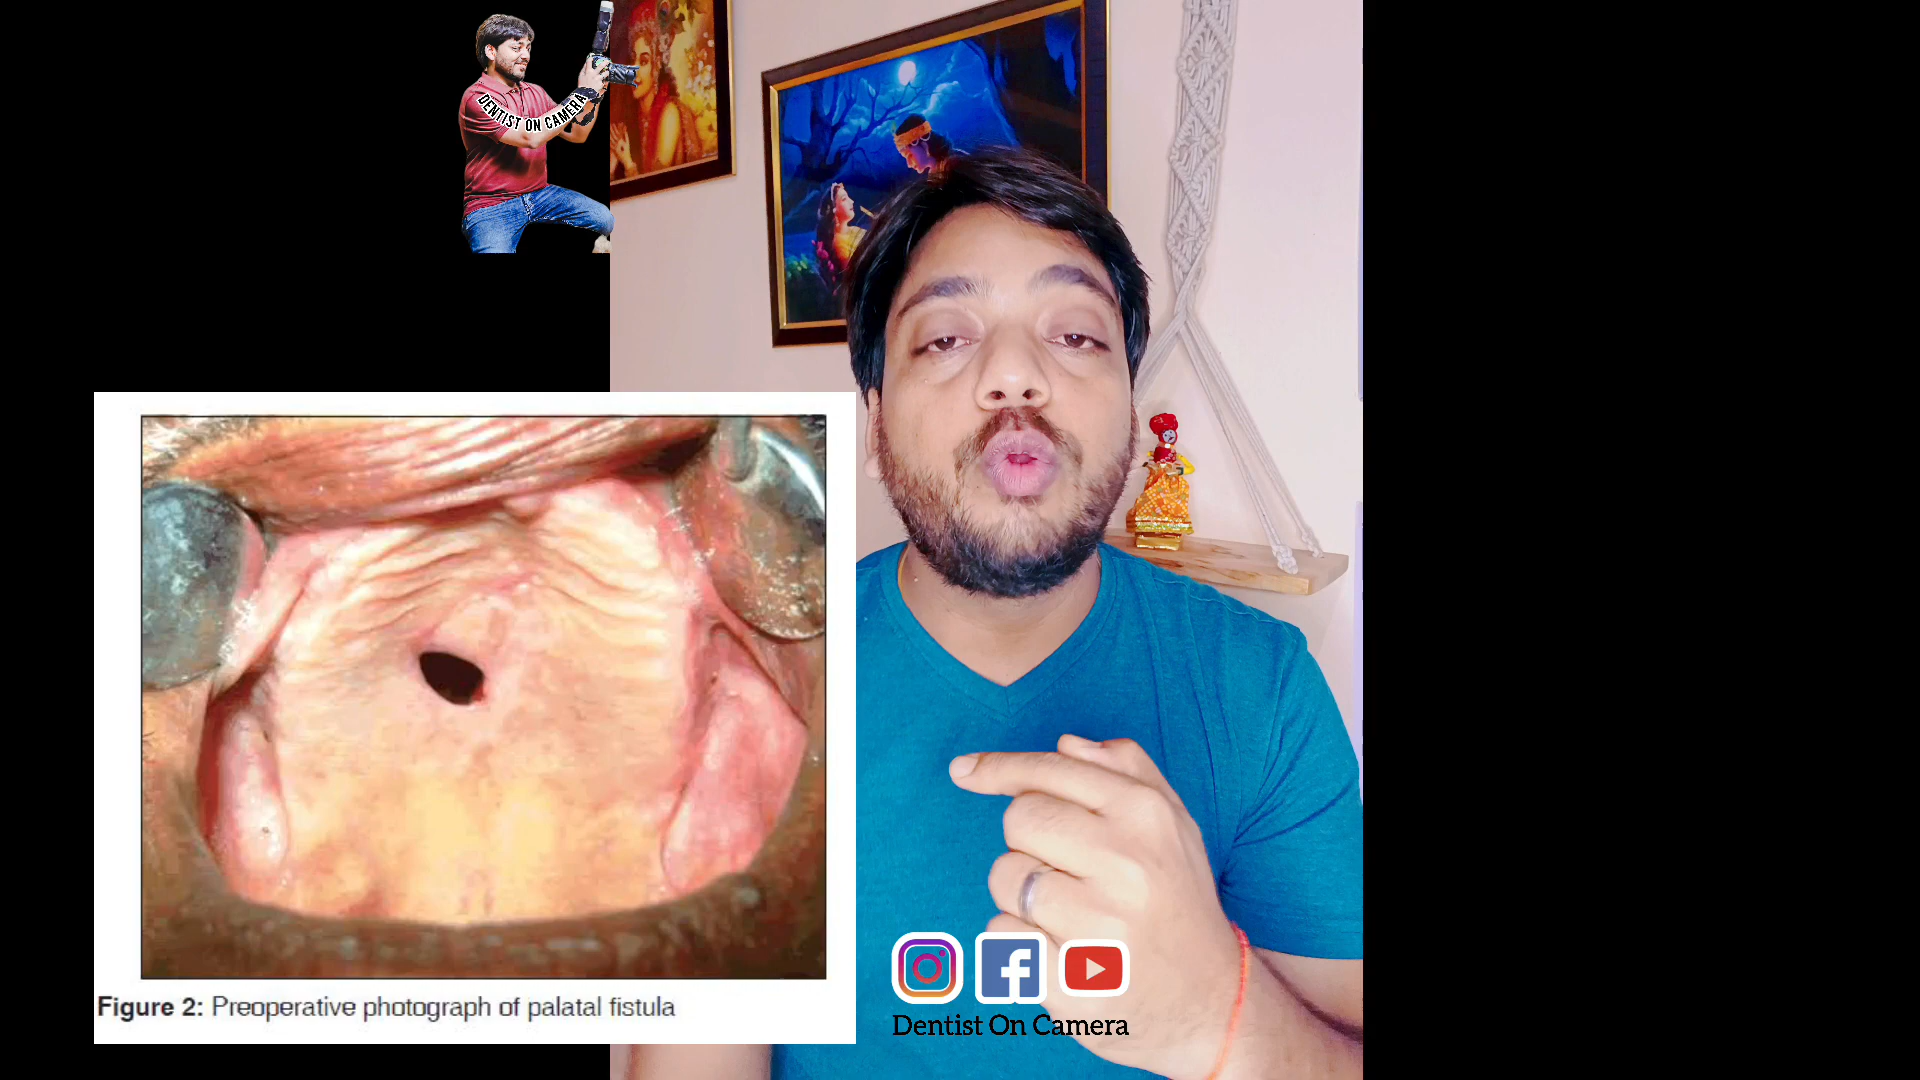 DENTIST ON CAMERA
Figure 2: Preoperative photograph of palatal fistula
Dentist On Camera